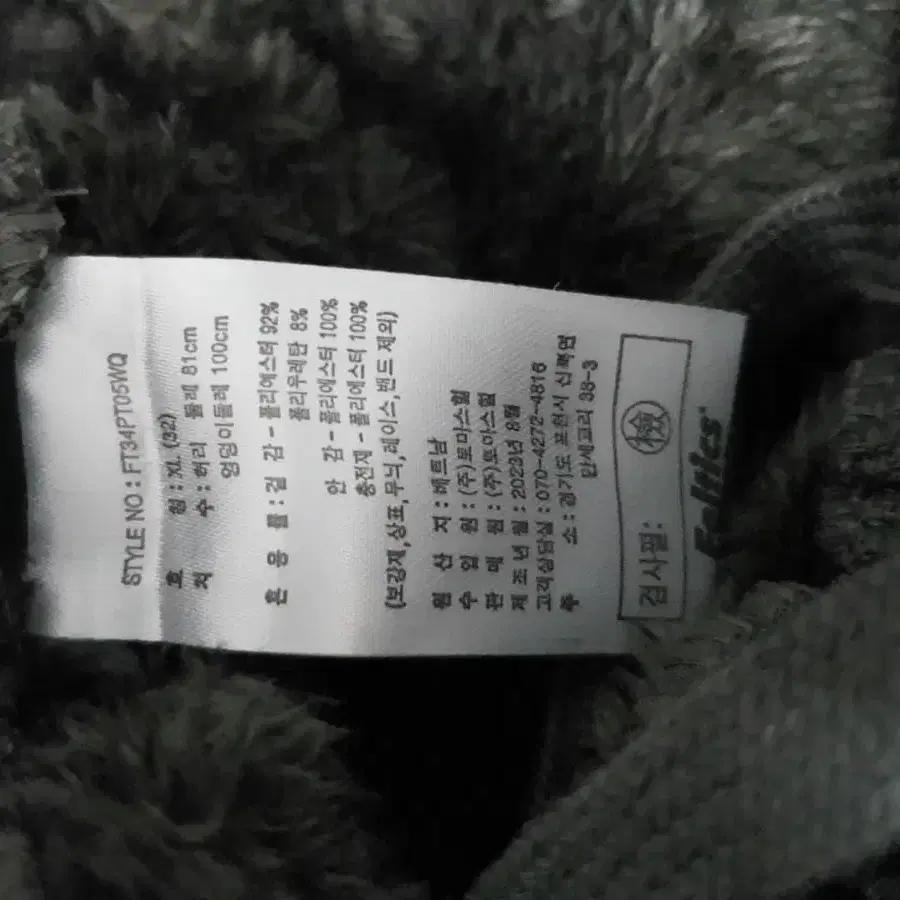 STYLE NO : FT34PT05WQ
호 칭 : XL (32)
치 수 : 허리 둘레 81cm
엉덩이둘레 100cm
혼 용 률 : 겉 감 - 폴리에스터 92%
폴리우레탄 8%
안 감 - 폴리에스터 100%
충전재 - 폴리에스터 100%
(보강재,상표,무늬,레이스,밴드 제외)
원 산 지 : 베트남
수 입 원 : (주)토마스힐
판 매 원 : (주)토마스힐
제 조 년 월 : 2023년 8월
고객상담실 : 070-4272-4816
주 소 : 경기도 포천시 신북면
만세교리 38-3
검사필: 檢
Feltics